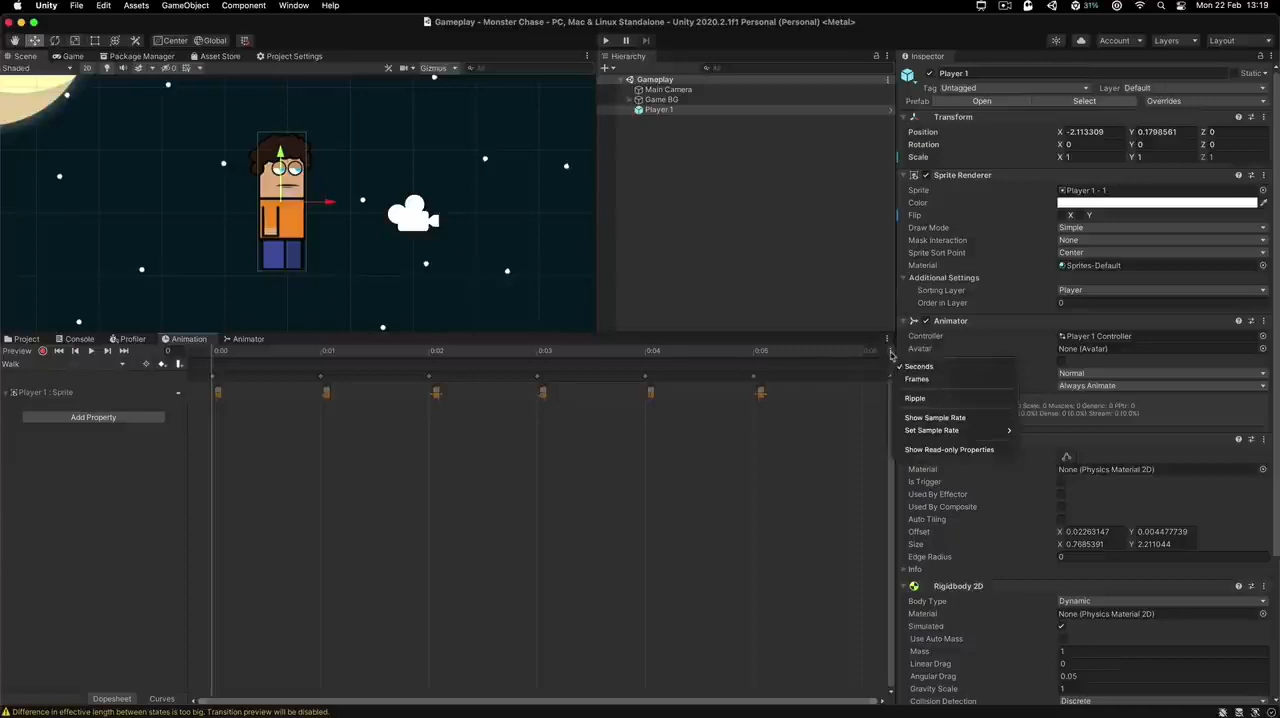 Unity File Edit Assets GameObject Component Window Help 31% Mon 22 Feb 13:19
Gameplay - Monster Chase - PC, Mac & Linux Standalone - Unity 2020.2.1f1 Personal (Personal) <Metal>
Center Global Account Layers Layout
Scene Game Package Manager Asset Store Project Settings
Shaded 2D 0 Gizmos All
Hierarchy
All
Gameplay
Main Camera
Game BG
Player 1
Inspector
Player 1 Static
Tag Untagged Layer Default
Prefab Open Select Overrides
Transform
Position X -2.113309 Y 0.1798561 Z 0
Rotation X 0 Y 0 Z 0
Scale X 1 Y 1 Z 1
Sprite Renderer
Sprite Player 1 - 1
Color
Flip X Y
Draw Mode Simple
Mask Interaction None
Sprite Sort Point Center
Material Sprites-Default
Additional Settings
Sorting Layer Player
Order in Layer 0
Animator
Controller Player 1 Controller
Avatar None (Avatar)
Normal
Always Animate
Project Console Profiler Animation Animator
Preview 0 0:00 0:01 0:02 0:03 0:04 0:05 0:06
Walk
Player 1 : Sprite
Add Property
Seconds
Frames
Ripple
Show Sample Rate
Set Sample Rate
Show Read-only Properties
Material None (Physics Material 2D)
Is Trigger
Used By Effector
Used By Composite
Auto Tiling
Offset X 0.02263147 Y 0.004477739
Size X 0.7685391 Y 2.211044
Edge Radius 0
Info
Rigidbody 2D
Body Type Dynamic
Material None (Physics Material 2D)
Simulated
Use Auto Mass
Mass 1
Linear Drag 0
Angular Drag 0.05
Gravity Scale 1
Collision Detection Discrete
Dopesheet Curves
Difference in effective length between states is too big. Transition preview will be disabled.